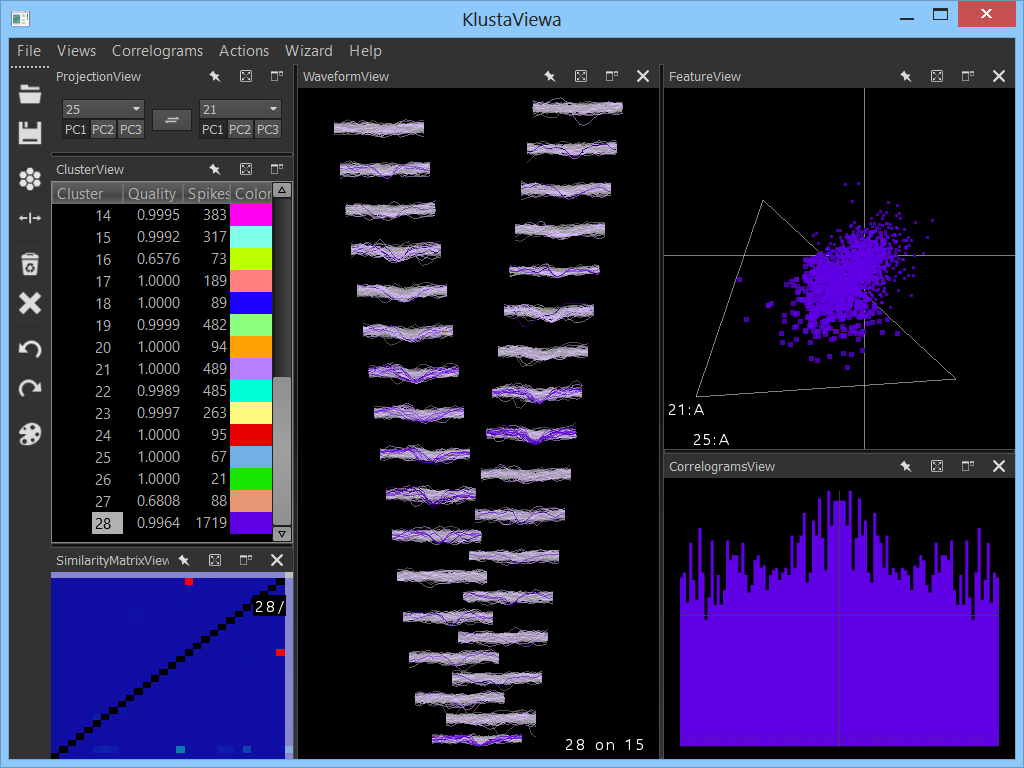 KlustaViewa
File Views Correlograms Actions Wizard Help
ProjectionView
25 21
PC1 PC2 PC3 PC1 PC2 PC3
ClusterView
Cluster Quality Spikes Color
14 0.9995 383
15 0.9992 317
16 0.6576 73
17 1.0000 189
18 1.0000 89
19 0.9999 482
20 1.0000 94
21 1.0000 489
22 0.9989 485
23 0.9997 263
24 1.0000 95
25 1.0000 67
26 1.0000 21
27 0.6808 88
28 0.9964 1719
SimilarityMatrixView
28/
WaveformView
28 on 15
FeatureView
21:A
25:A
CorrelogramsView